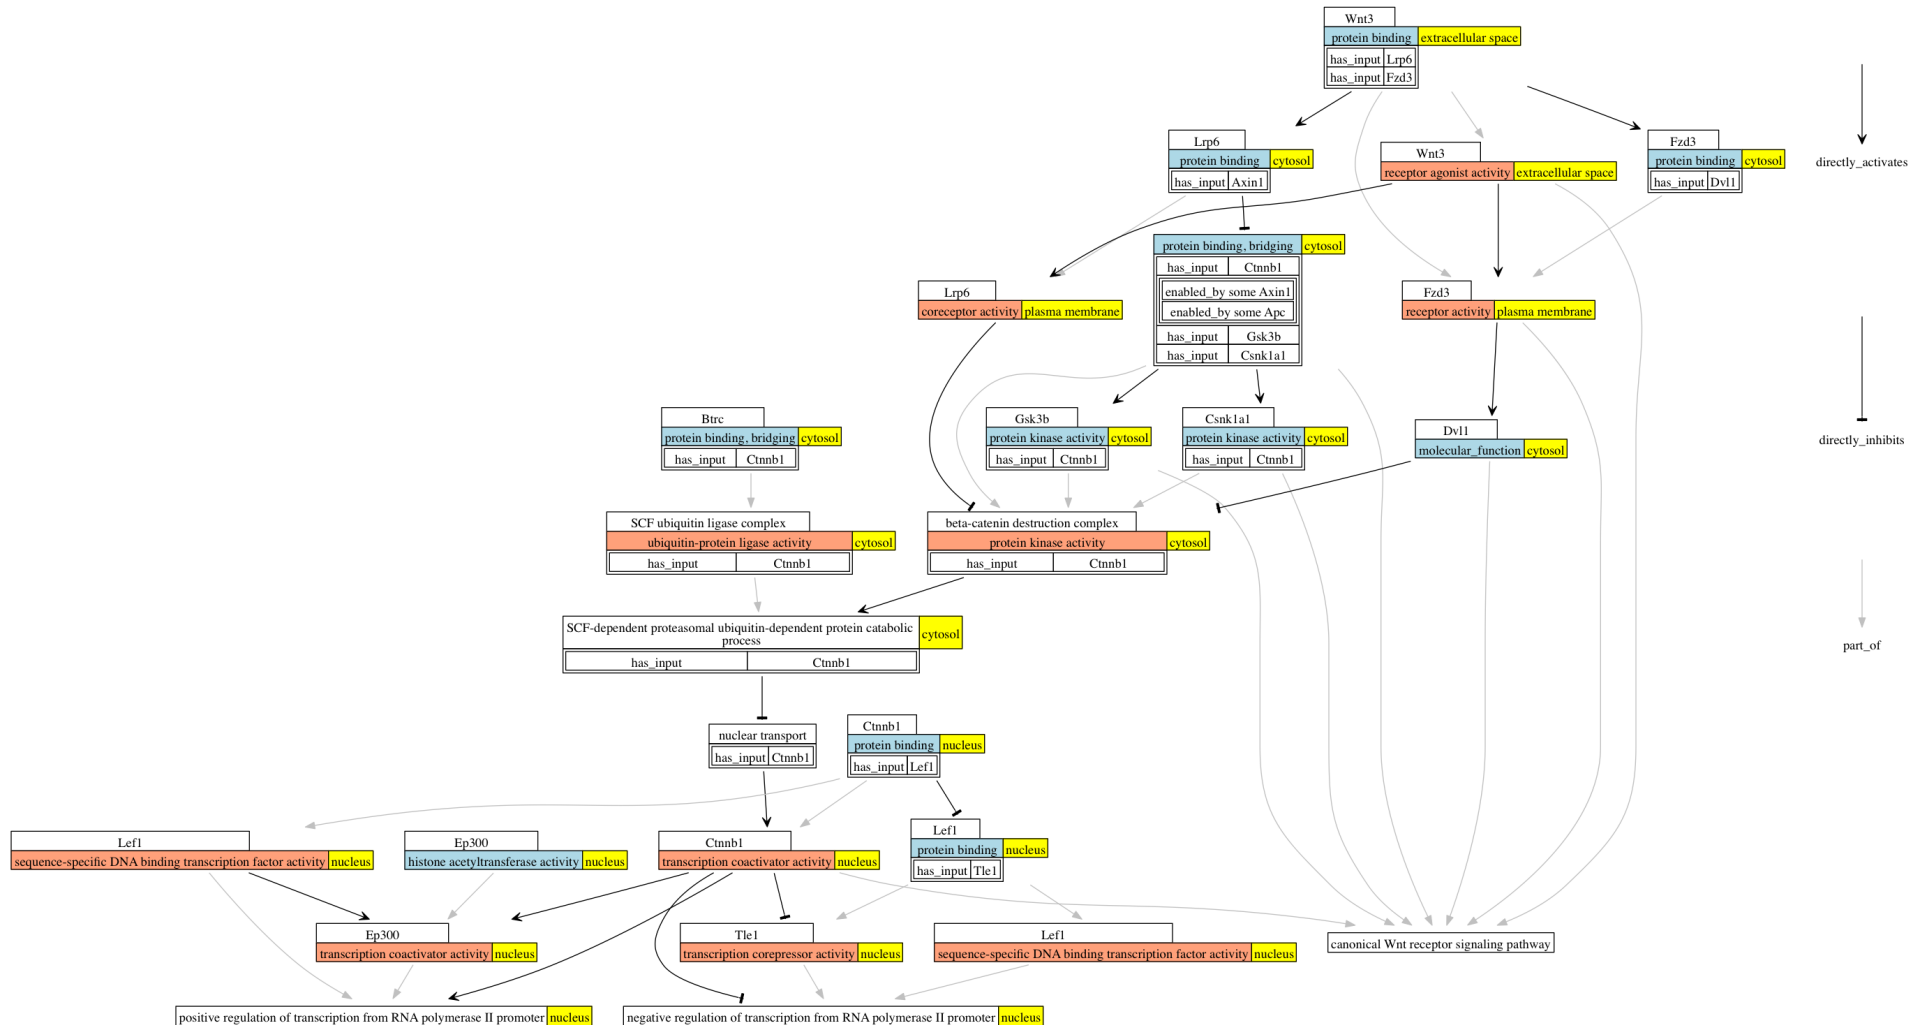 Wnt3
protein binding extracellular space
has_input Lrp6
has_input Fzd3
Lrp6
protein binding cytosol
has_input Axin1
Wnt3
receptor agonist activity extracellular space
Fzd3
protein binding cytosol
has_input Dvl1
directly_activates
protein binding, bridging cytosol
has_input Ctnnb1
enabled_by some Axin1
enabled_by some Apc
has_input Gsk3b
has_input Csnk1a1
Lrp6
coreceptor activity plasma membrane
Fzd3
receptor activity plasma membrane
Btrc
protein binding, bridging cytosol
has_input Ctnnb1
Gsk3b
protein kinase activity cytosol
has_input Ctnnb1
Csnk1a1
protein kinase activity cytosol
has_input Ctnnb1
Dvl1
molecular_function cytosol
directly_inhibits
SCF ubiquitin ligase complex
ubiquitin-protein ligase activity cytosol
has_input Ctnnb1
beta-catenin destruction complex
protein kinase activity cytosol
has_input Ctnnb1
SCF-dependent proteasomal ubiquitin-dependent protein catabolic
process
cytosol
has_input Ctnnb1
part_of
nuclear transport
has_input Ctnnb1
Ctnnb1
protein binding nucleus
has_input Lef1
Lef1
sequence-specific DNA binding transcription factor activity nucleus
Ep300
histone acetyltransferase activity nucleus
Ctnnb1
transcription coactivator activity nucleus
Lef1
protein binding nucleus
has_input Tle1
Ep300
transcription coactivator activity nucleus
Tle1
transcription corepressor activity nucleus
Lef1
sequence-specific DNA binding transcription factor activity nucleus
canonical Wnt receptor signaling pathway
positive regulation of transcription from RNA polymerase II promoter nucleus
negative regulation of transcription from RNA polymerase II promoter nucleus